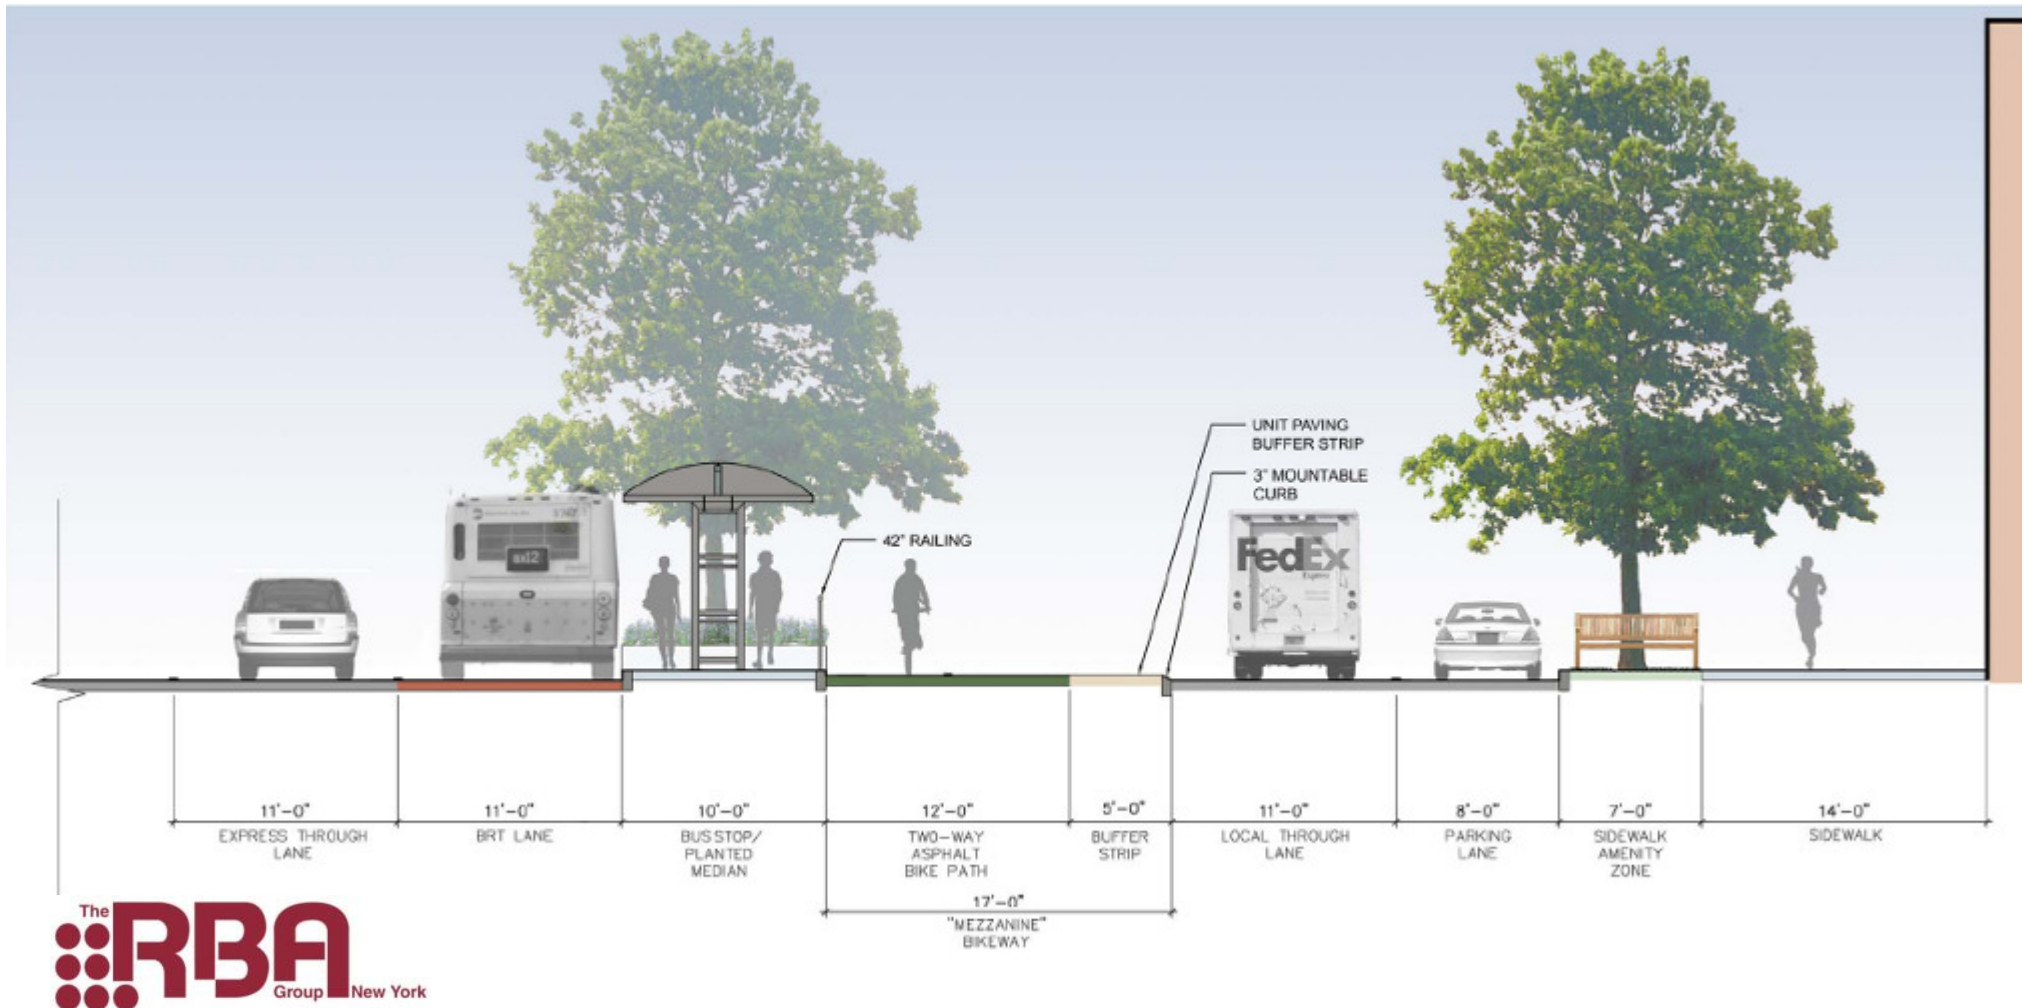 UNIT PAVING
BUFFER STRIP
3" MOUNTABLE
CURB
42" RAILING
FedEx
Express
11'-0"
EXPRESS THROUGH
LANE
11'-0"
BRT LANE
10'-0"
BUS STOP/
PLANTED
MEDIAN
12'-0"
TWO-WAY
ASPHALT
BIKE PATH
5'-0"
BUFFER
STRIP
11'-0"
LOCAL THROUGH
LANE
8'-0"
PARKING
LANE
7'-0"
SIDEWALK
AMENITY
ZONE
14'-0"
SIDEWALK
17'-0"
"MEZZANINE"
BIKEWAY
The
RBA
Group New York